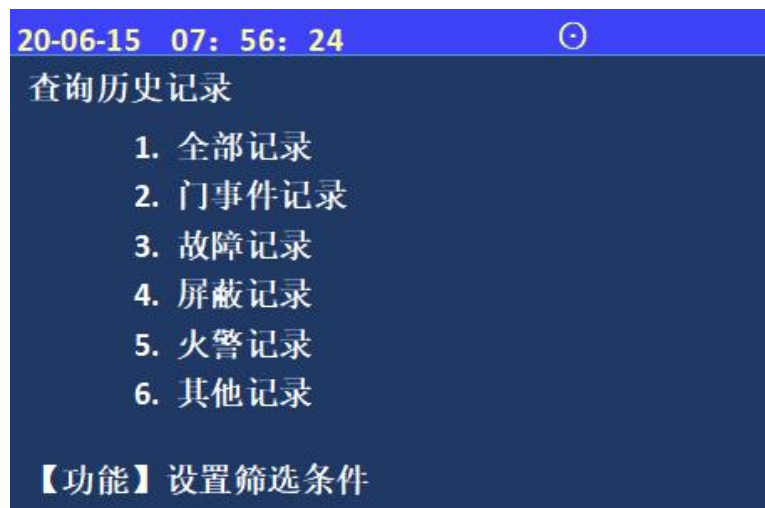 20-06-15 07：56：24
查询历史记录
1. 全部记录
2. 门事件记录
3. 故障记录
4. 屏蔽记录
5. 火警记录
6. 其他记录
【功能】设置筛选条件